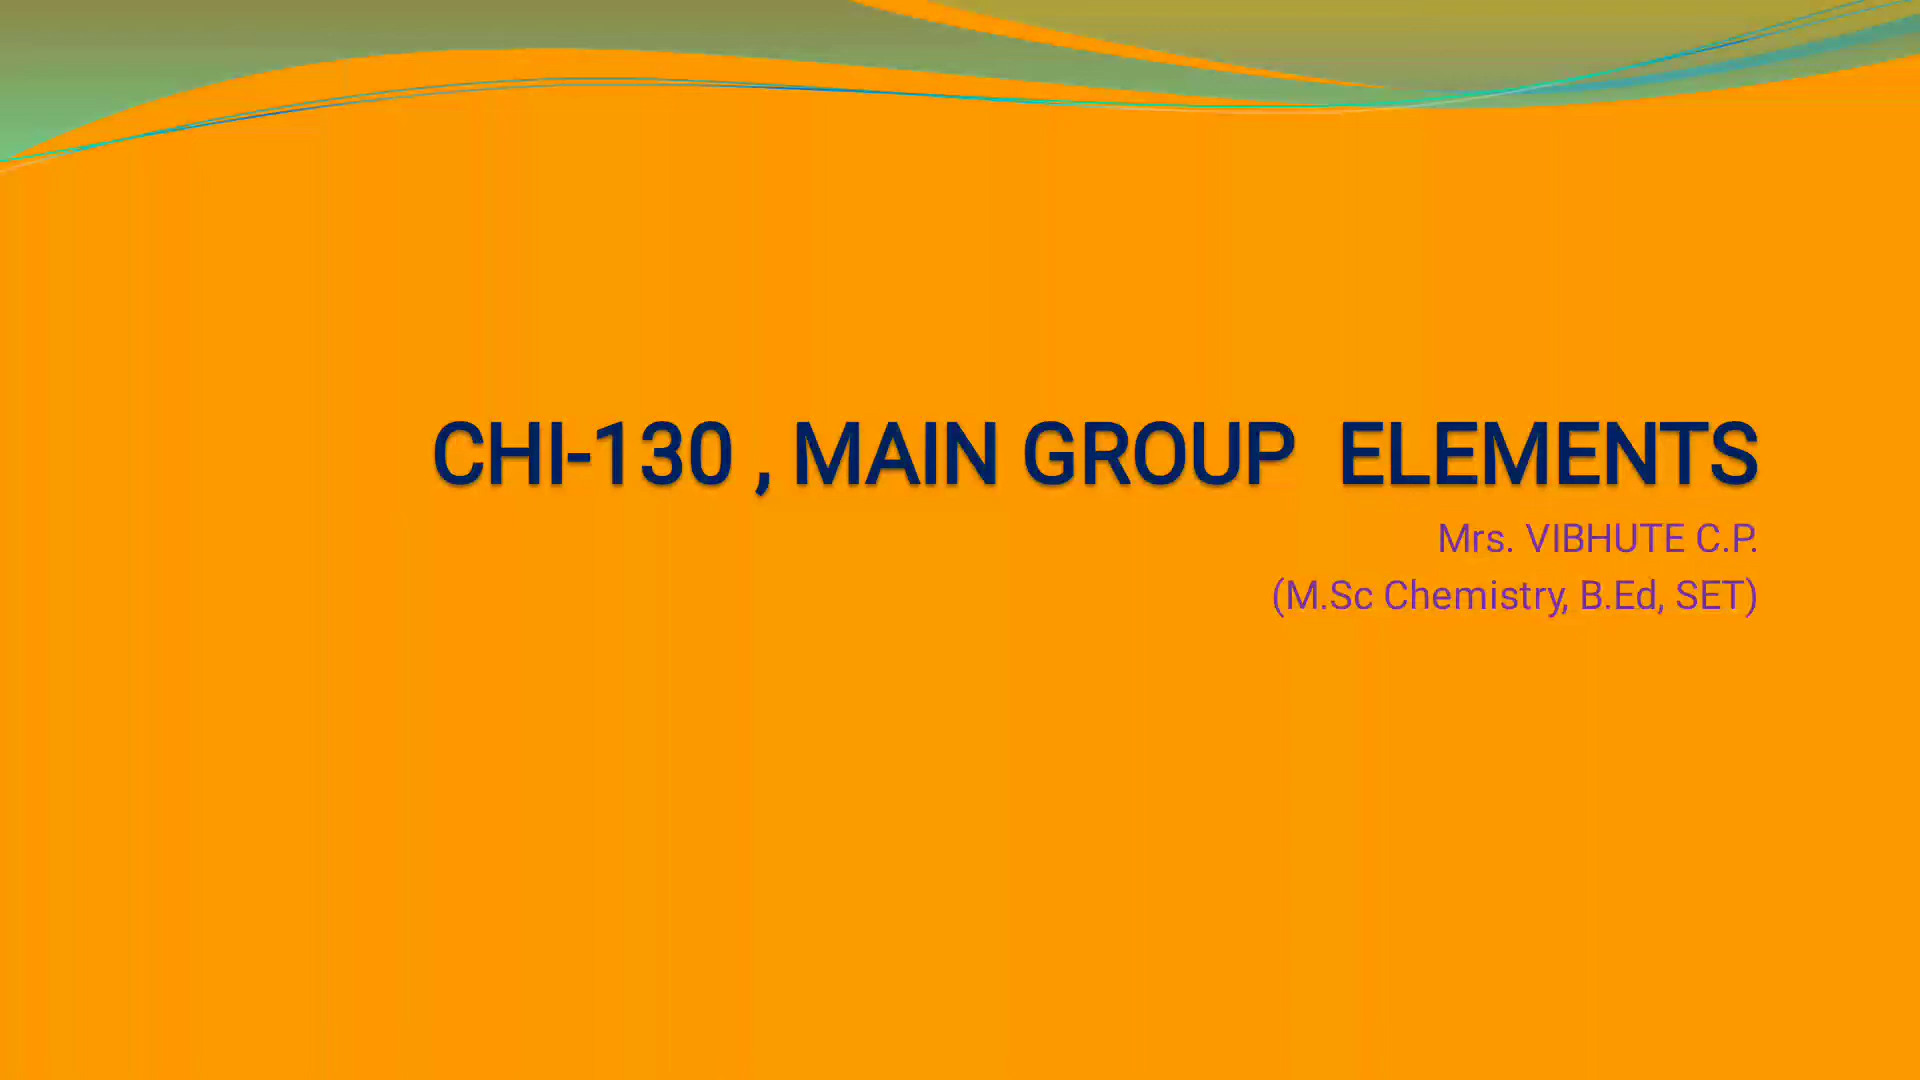 CHI-130 , MAIN GROUP  ELEMENTS
Mrs. VIBHUTE C.P.
(M.Sc Chemistry, B.Ed, SET)